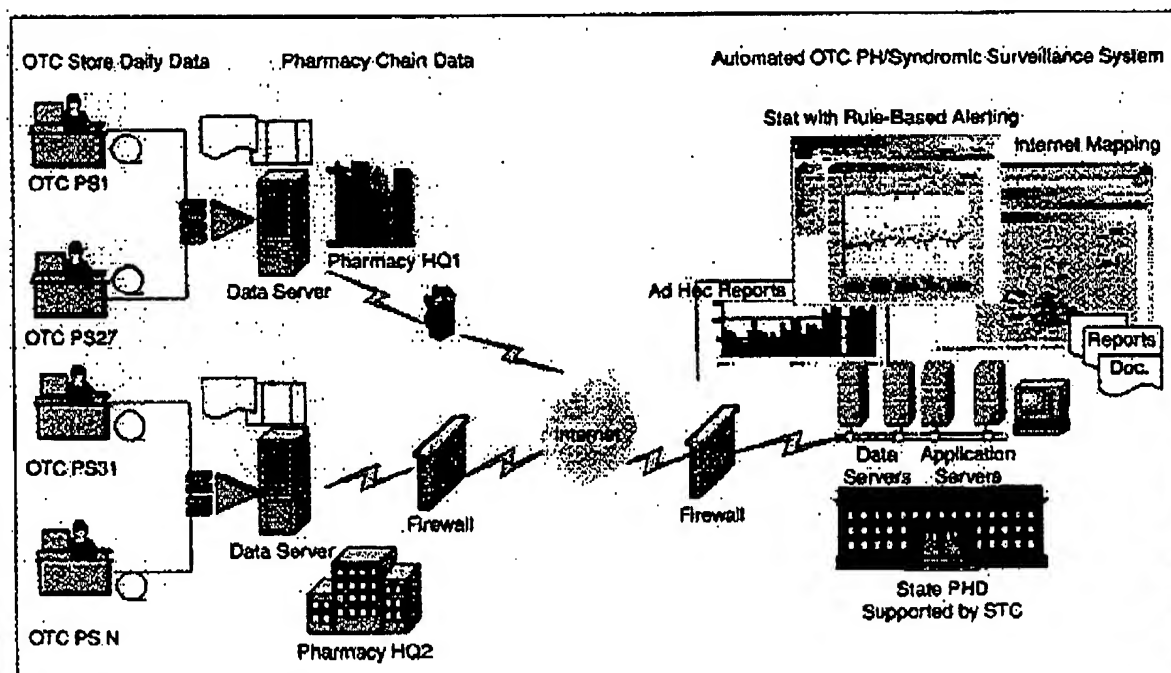 OTC Store Daily Data
Pharmacy Chain Data
Automated OTC PH/Syndromic Surveillance System
OTC PS1
OTC PS27
OTC PS31
OTC PS N
Data Server
Pharmacy HQ1
Data Server
Pharmacy HQ2
Firewall
Internet
Firewall
Stat with Rule-Based Alerting
Internet Mapping
Ad Hoc Reports
Reports
Doc.
Data
Servers
Application
Servers
State PHD
Supported by STC